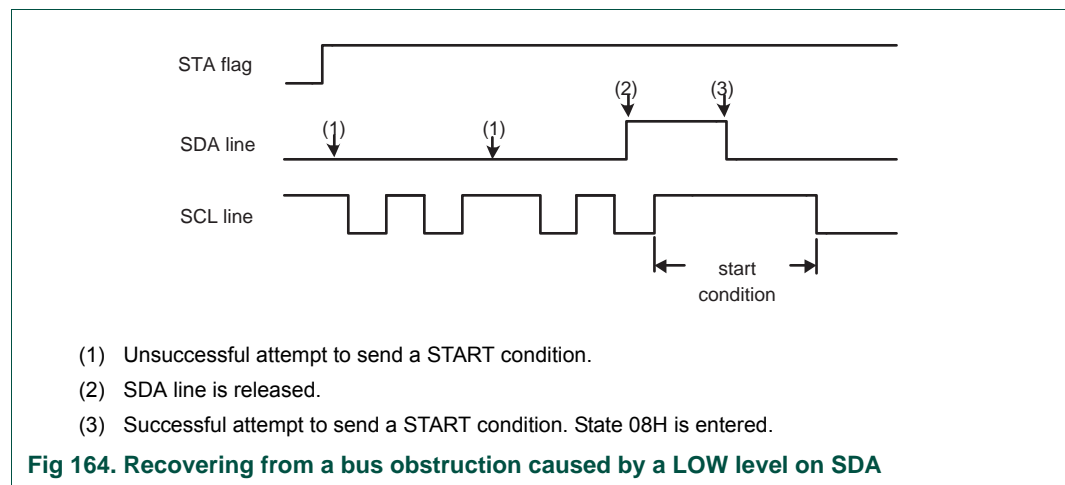 STA flag
(2) (3)
(1) (1)
SDA line
SCL line
start
condition
(1) Unsuccessful attempt to send a START condition.
(2) SDA line is released.
(3) Successful attempt to send a START condition. State 08H is entered.
Fig 164. Recovering from a bus obstruction caused by a LOW level on SDA